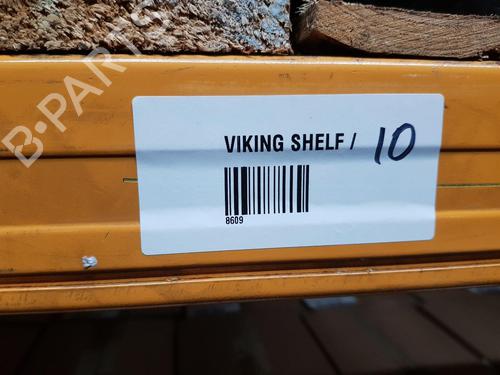 B-PARTS
VIKING SHELF / 10
8609